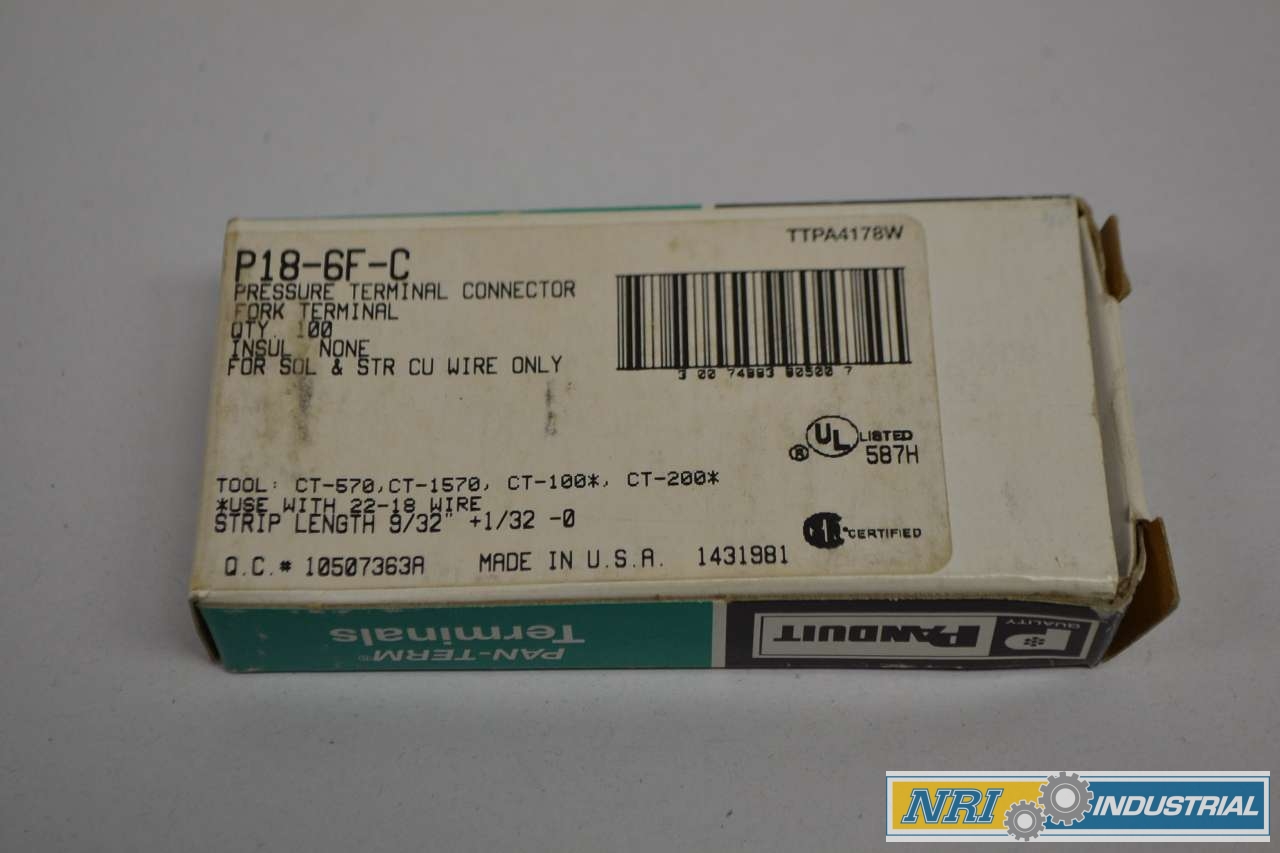 TTPA4178W
P18-6F-C
PRESSURE TERMINAL CONNECTOR
FORK TERMINAL
QTY 100
INSUL NONE
FOR SOL & STR CU WIRE ONLY
3 00 74983 80500 7
UL LISTED
®
587H
TOOL: CT-570, CT-1570, CT-100*, CT-200*
*USE WITH 22-18 WIRE
STRIP LENGTH 9/32" +1/32 -0
CERTIFIED
Q.C.# 10507363A MADE IN U.S.A. 1431981
PAN-TERM®
Terminals
PANDUIT
QUALITY
NRI INDUSTRIAL